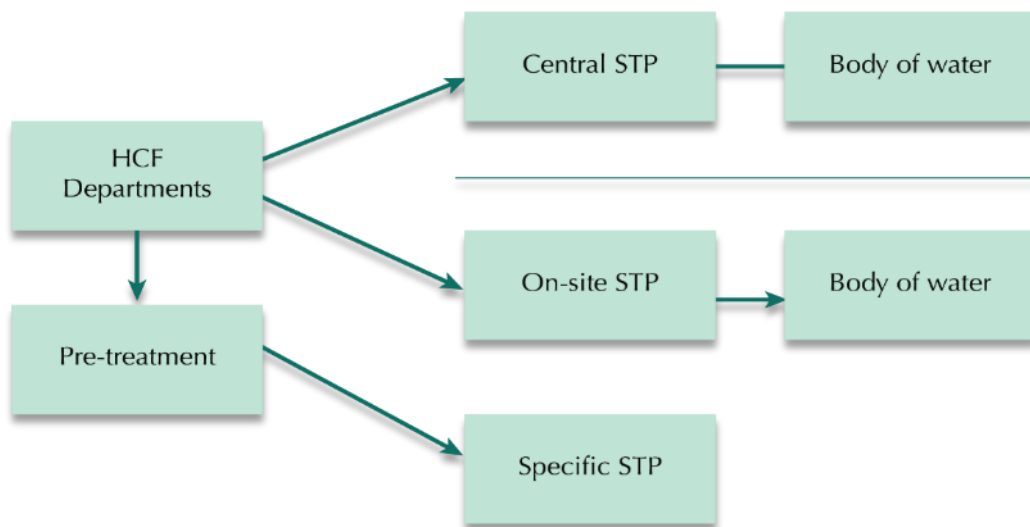 Central STP
Body of water
HCF
Departments
On-site STP
Body of water
Pre-treatment
Specific STP